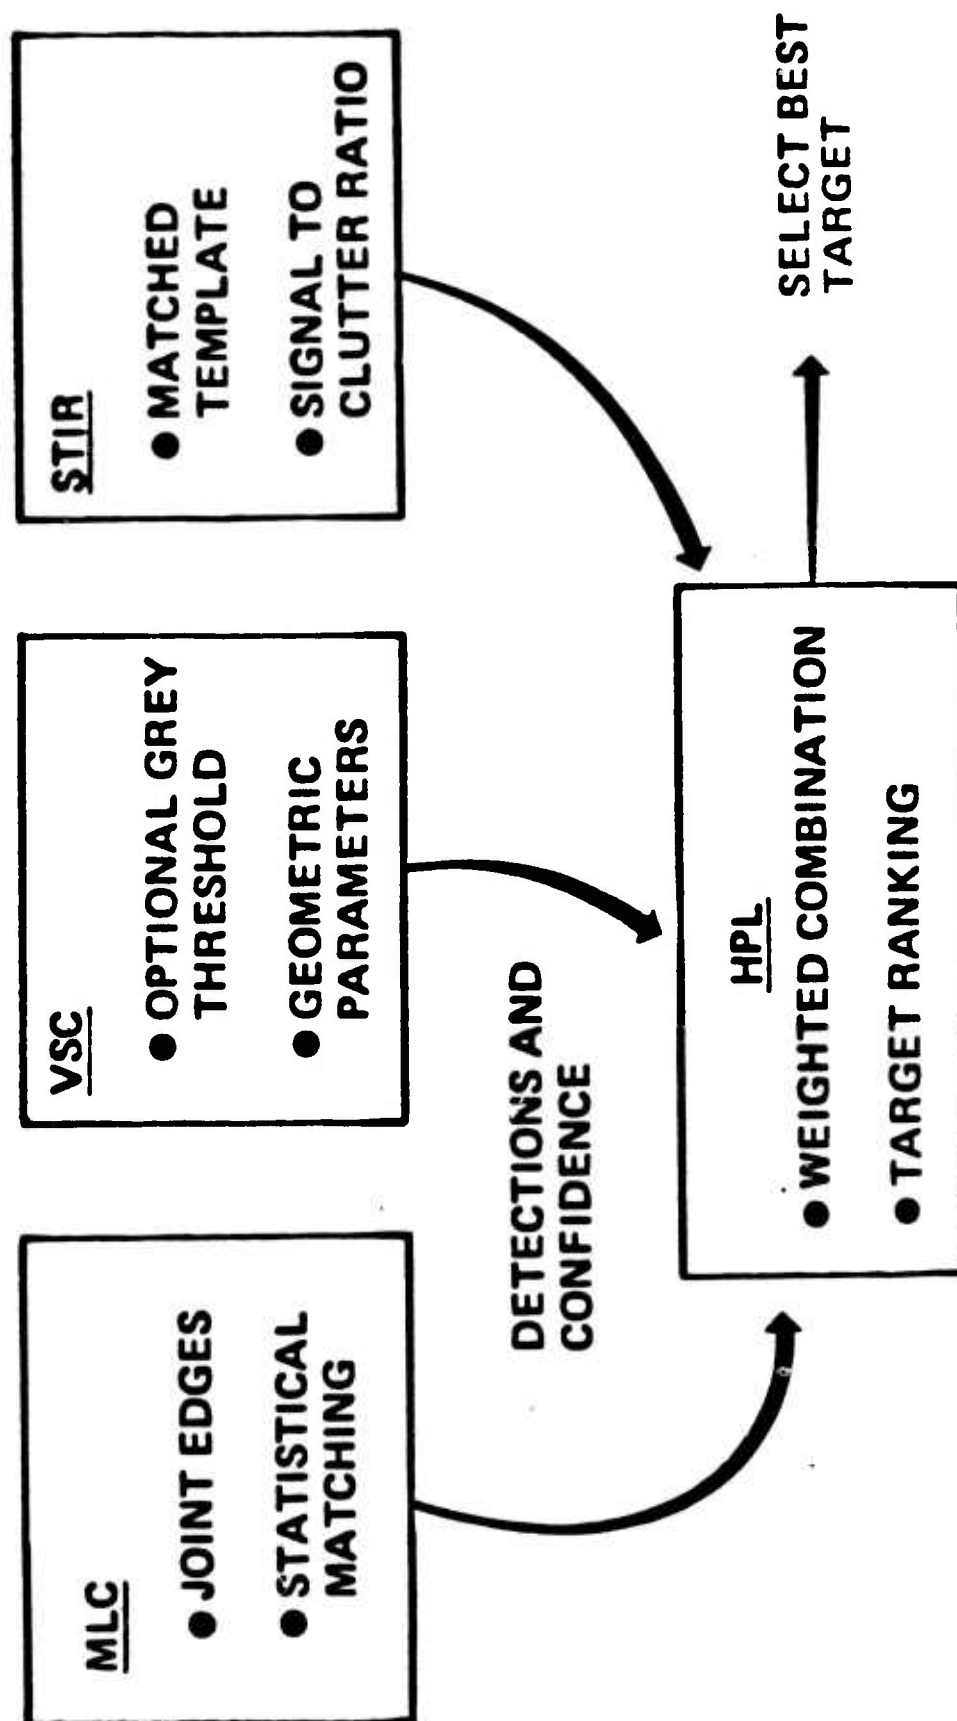 MLC
● JOINT EDGES
● STATISTICAL
MATCHING
VSC
● OPTIONAL GREY
THRESHOLD
● GEOMETRIC
PARAMETERS
STIR
● MATCHED
TEMPLATE
● SIGNAL TO
CLUTTER RATIO
DETECTIONS AND
CONFIDENCE
HPL
● WEIGHTED COMBINATION
● TARGET RANKING
SELECT BEST
TARGET